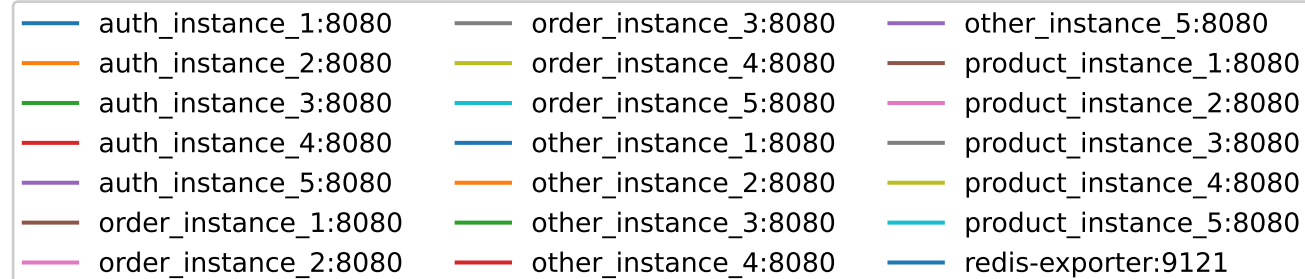 auth_instance_1:8080
auth_instance_2:8080
auth_instance_3:8080
auth_instance_4:8080
auth_instance_5:8080
order_instance_1:8080
order_instance_2:8080
order_instance_3:8080
order_instance_4:8080
order_instance_5:8080
other_instance_1:8080
other_instance_2:8080
other_instance_3:8080
other_instance_4:8080
other_instance_5:8080
product_instance_1:8080
product_instance_2:8080
product_instance_3:8080
product_instance_4:8080
product_instance_5:8080
redis-exporter:9121